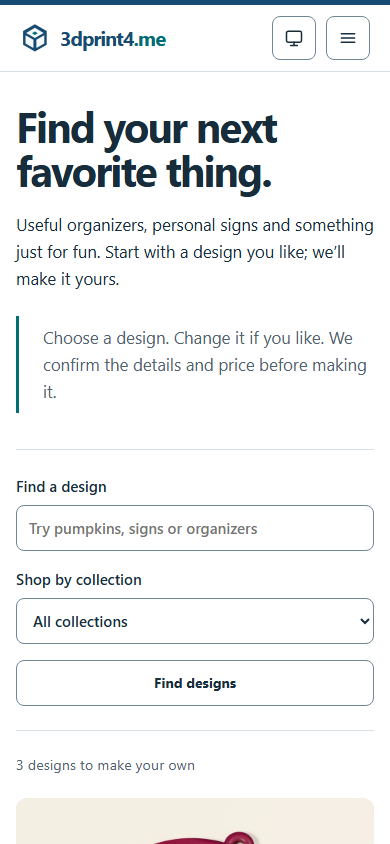 3dprint4.me
Find your next
favorite thing.
Useful organizers, personal signs and something
just for fun. Start with a design you like; we’ll
make it yours.
Choose a design. Change it if you like. We
confirm the details and price before making
it.
Find a design
Try pumpkins, signs or organizers
Shop by collection
All collections
Find designs
3 designs to make your own